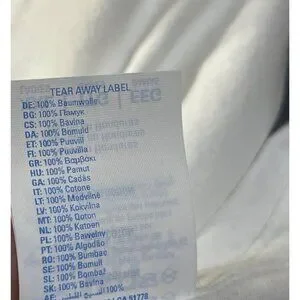 TEAR AWAY LABEL
DE: 100% Baumwolle
BG: 100% Памук
CS: 100% Bavlna
DA: 100% Bomuld
ET: 100% Puuvill
FI: 100% Puuvilla
GR: 100% Βαμβάκι
HU: 100% Pamut
GA: 100% Cadás
IT: 100% Cotone
LT: 100% Medvilnė
LV: 100% Kokvilna
MT: 100% Qoton
NL: 100% Katoen
PL: 100% Bawełny
PT: 100% Algodão
RO: 100% Bumbac
SE: 100% Bomull
SL: 100% Bombaž
SK: 100% Bavlna
CA 51778